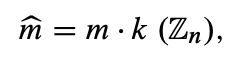 m̂ = m · k (ℤₙ),